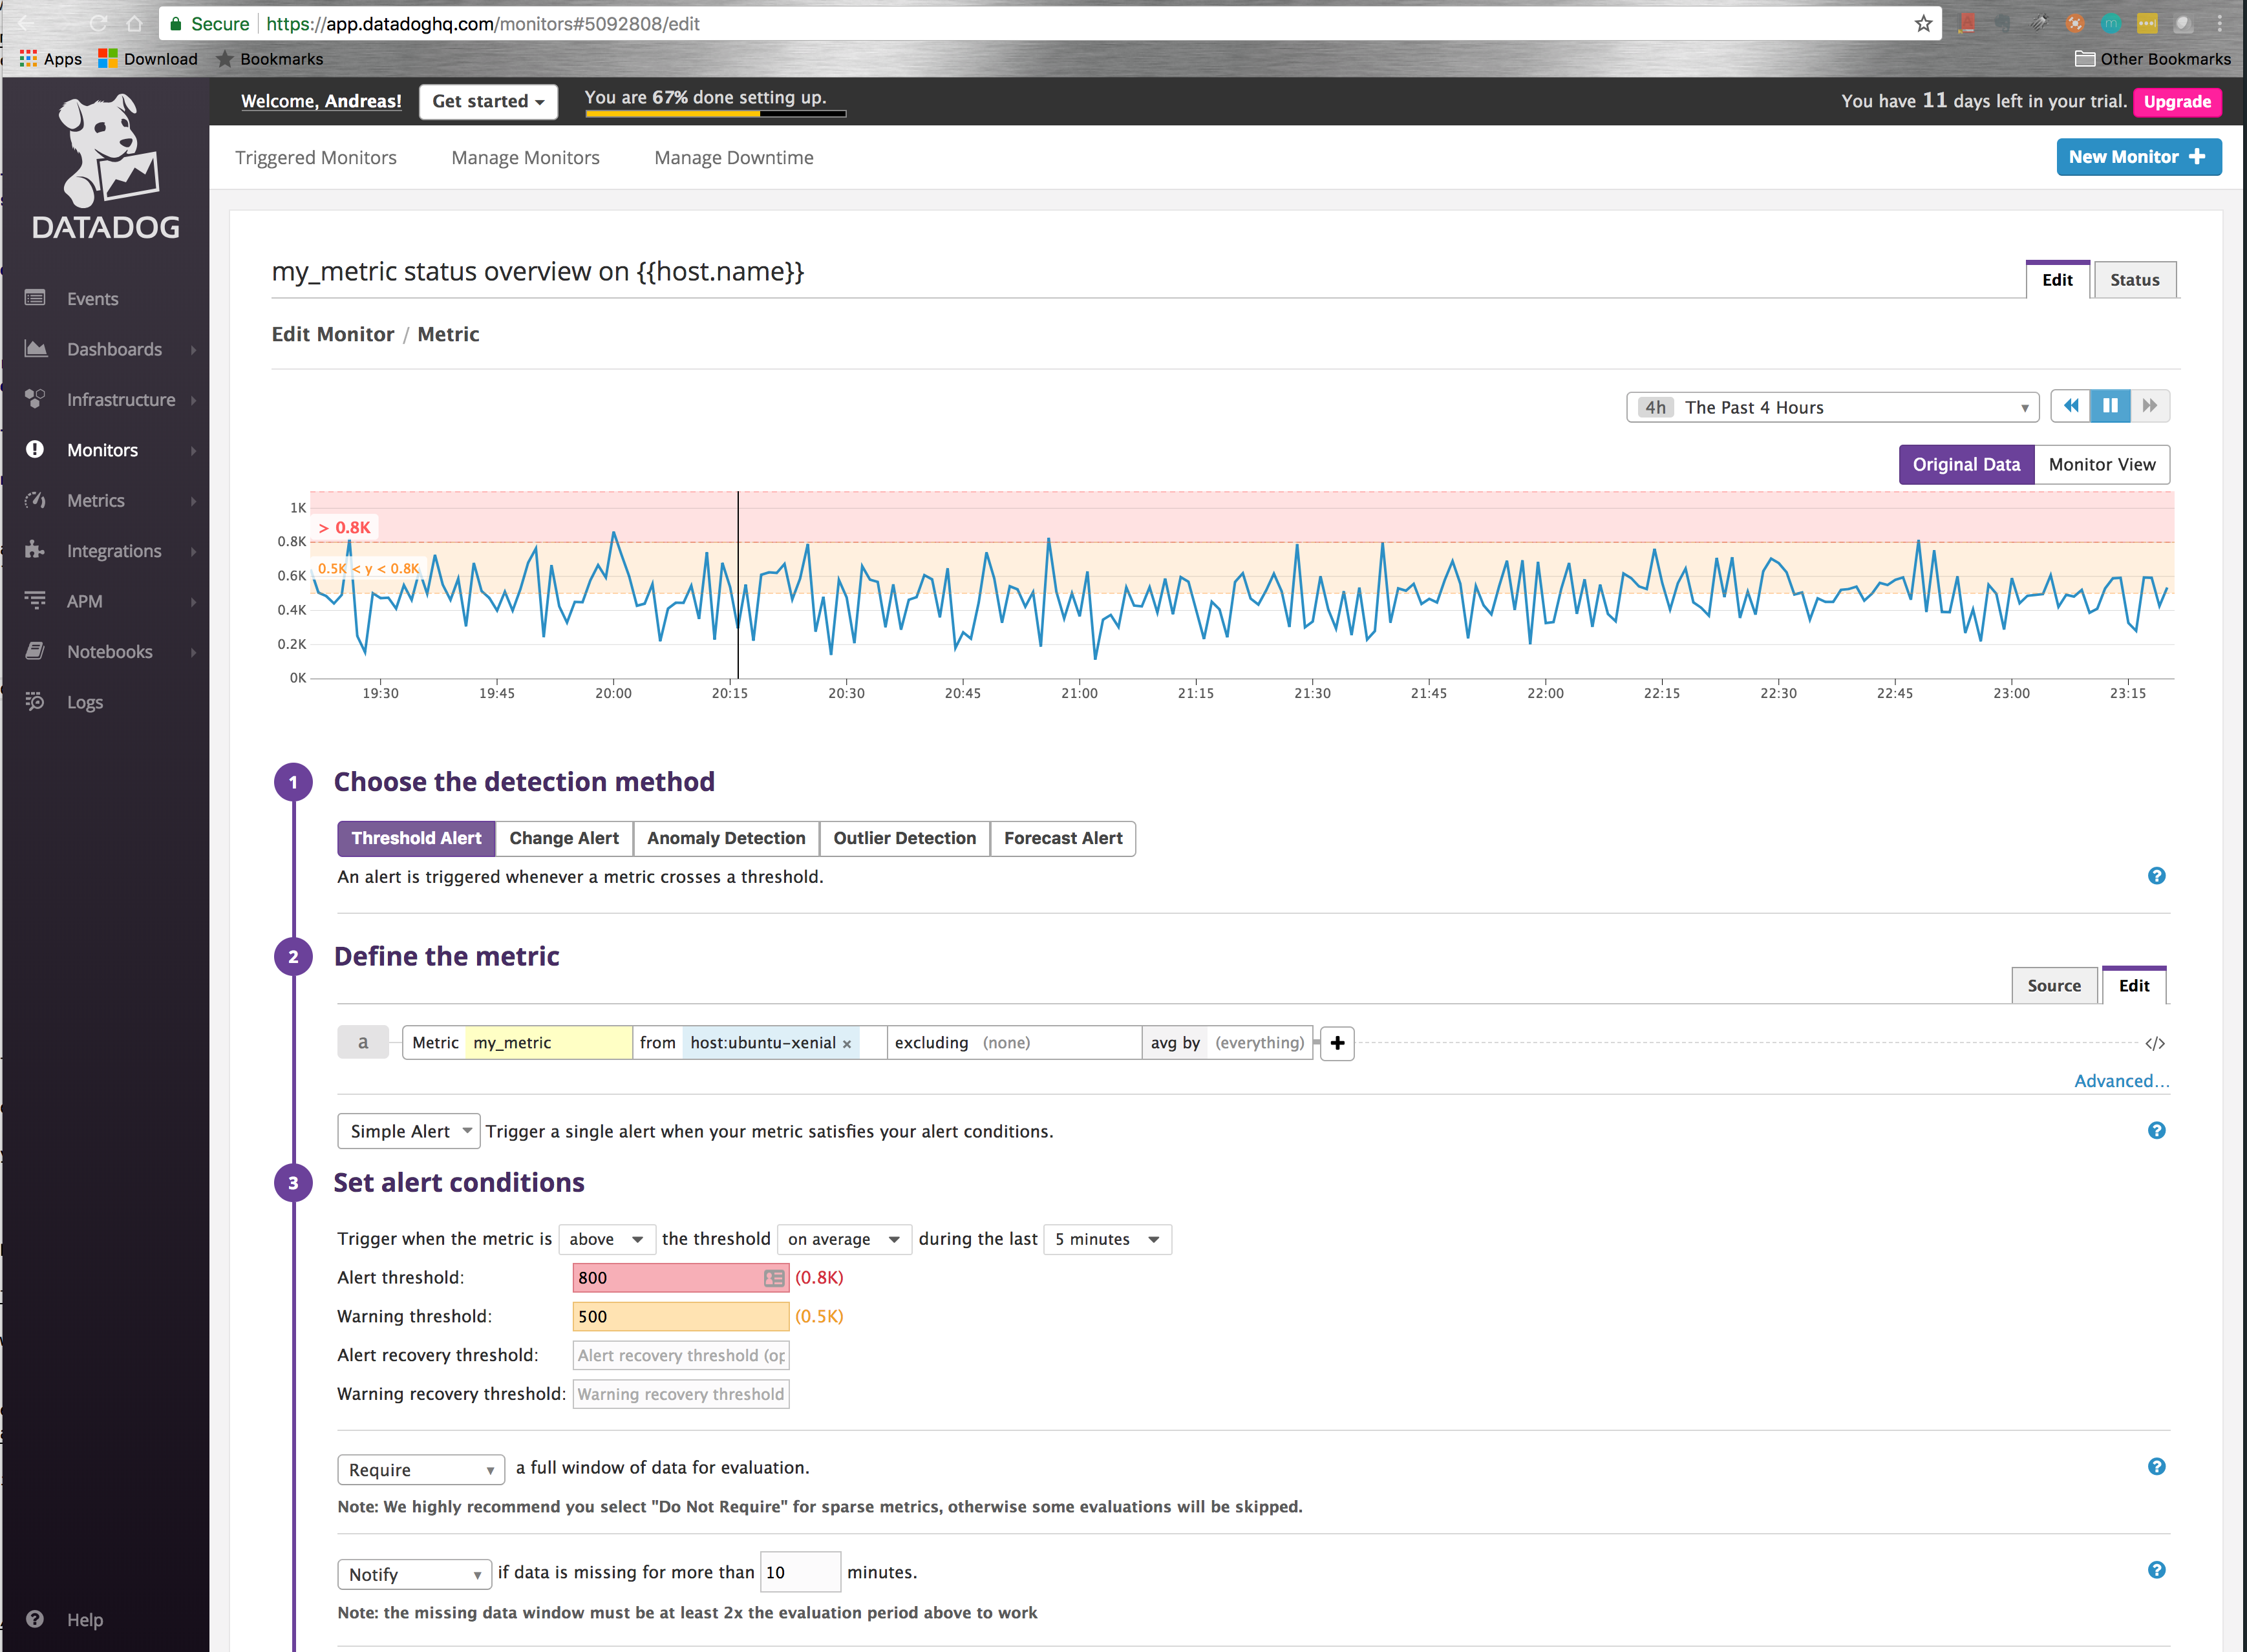 Secure https://app.datadoghq.com/monitors#5092808/edit
Apps Download Bookmarks Other Bookmarks
Welcome, Andreas! Get started You are 67% done setting up. You have 11 days left in your trial. Upgrade
DATADOG
Triggered Monitors Manage Monitors Manage Downtime New Monitor
Events
Dashboards
Infrastructure
Monitors
Metrics
Integrations
APM
Notebooks
Logs
Help
my_metric status overview on {{host.name}} Edit Status
Edit Monitor / Metric
4h The Past 4 Hours
Original Data Monitor View
1K
> 0.8K
0.8K
0.5K < y < 0.8K
0.6K
0.4K
0.2K
0K
19:30 19:45 20:00 20:15 20:30 20:45 21:00 21:15 21:30 21:45 22:00 22:15 22:30 22:45 23:00 23:15
1 Choose the detection method
Threshold Alert Change Alert Anomaly Detection Outlier Detection Forecast Alert
An alert is triggered whenever a metric crosses a threshold. ?
2 Define the metric
Source Edit
a Metric my_metric from host:ubuntu-xenial × excluding (none) avg by (everything) + </>
Advanced...
Simple Alert Trigger a single alert when your metric satisfies your alert conditions. ?
3 Set alert conditions
Trigger when the metric is above the threshold on average during the last 5 minutes
Alert threshold: 800 (0.8K)
Warning threshold: 500 (0.5K)
Alert recovery threshold: Alert recovery threshold (op
Warning recovery threshold: Warning recovery threshold
Require a full window of data for evaluation. ?
Note: We highly recommend you select "Do Not Require" for sparse metrics, otherwise some evaluations will be skipped.
Notify if data is missing for more than 10 minutes. ?
Note: the missing data window must be at least 2x the evaluation period above to work